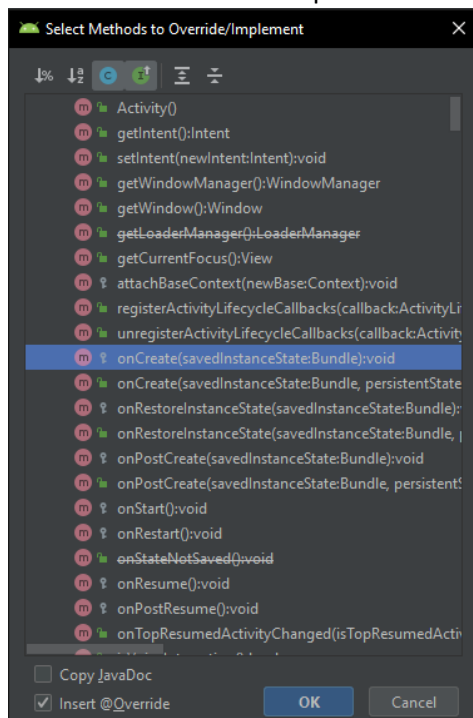 Select Methods to Override/Implement
Activity()
getIntent():Intent
setIntent(newIntent:Intent):void
getWindowManager():WindowManager
getWindow():Window
getLoaderManager():LoaderManager
getCurrentFocus():View
attachBaseContext(newBase:Context):void
registerActivityLifecycleCallbacks(callback:ActivityLi
unregisterActivityLifecycleCallbacks(callback:Activit
onCreate(savedInstanceState:Bundle):void
onCreate(savedInstanceState:Bundle, persistentState
onRestoreInstanceState(savedInstanceState:Bundle):
onRestoreInstanceState(savedInstanceState:Bundle,
onPostCreate(savedInstanceState:Bundle):void
onPostCreate(savedInstanceState:Bundle, persistentS
onStart():void
onRestart():void
onStateNotSaved():void
onResume():void
onPostResume():void
onTopResumedActivityChanged(isTopResumedActiv
Copy JavaDoc
Insert @Override
OK Cancel